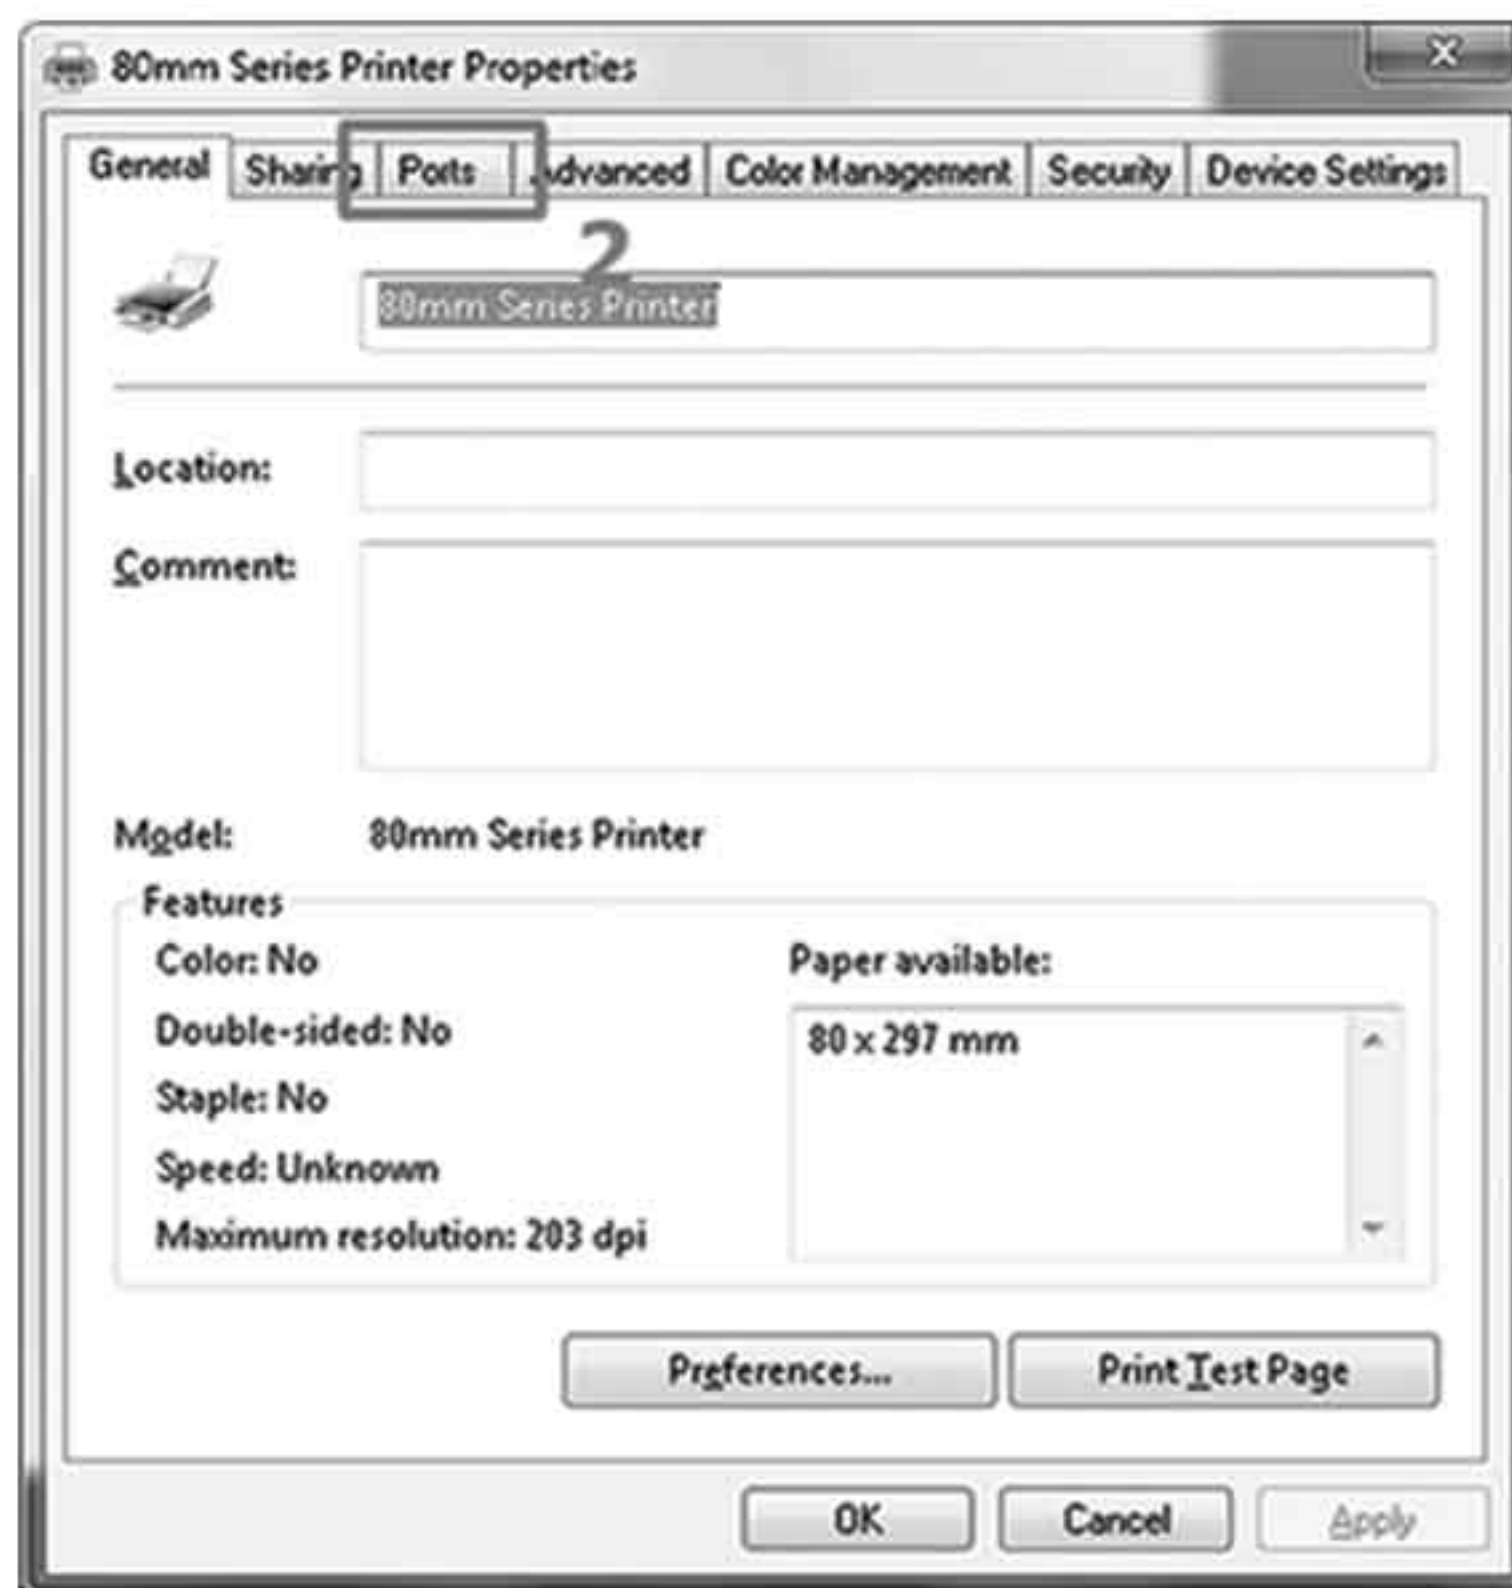 80mm Series Printer Properties
General Sharing Ports Advanced Color Management Security Device Settings
2
80mm Series Printer
Location:
Comment:
Model: 80mm Series Printer
Features
Color: No Paper available:
Double-sided: No 80 x 297 mm
Staple: No
Speed: Unknown
Maximum resolution: 203 dpi
Preferences... Print Test Page
OK Cancel Apply